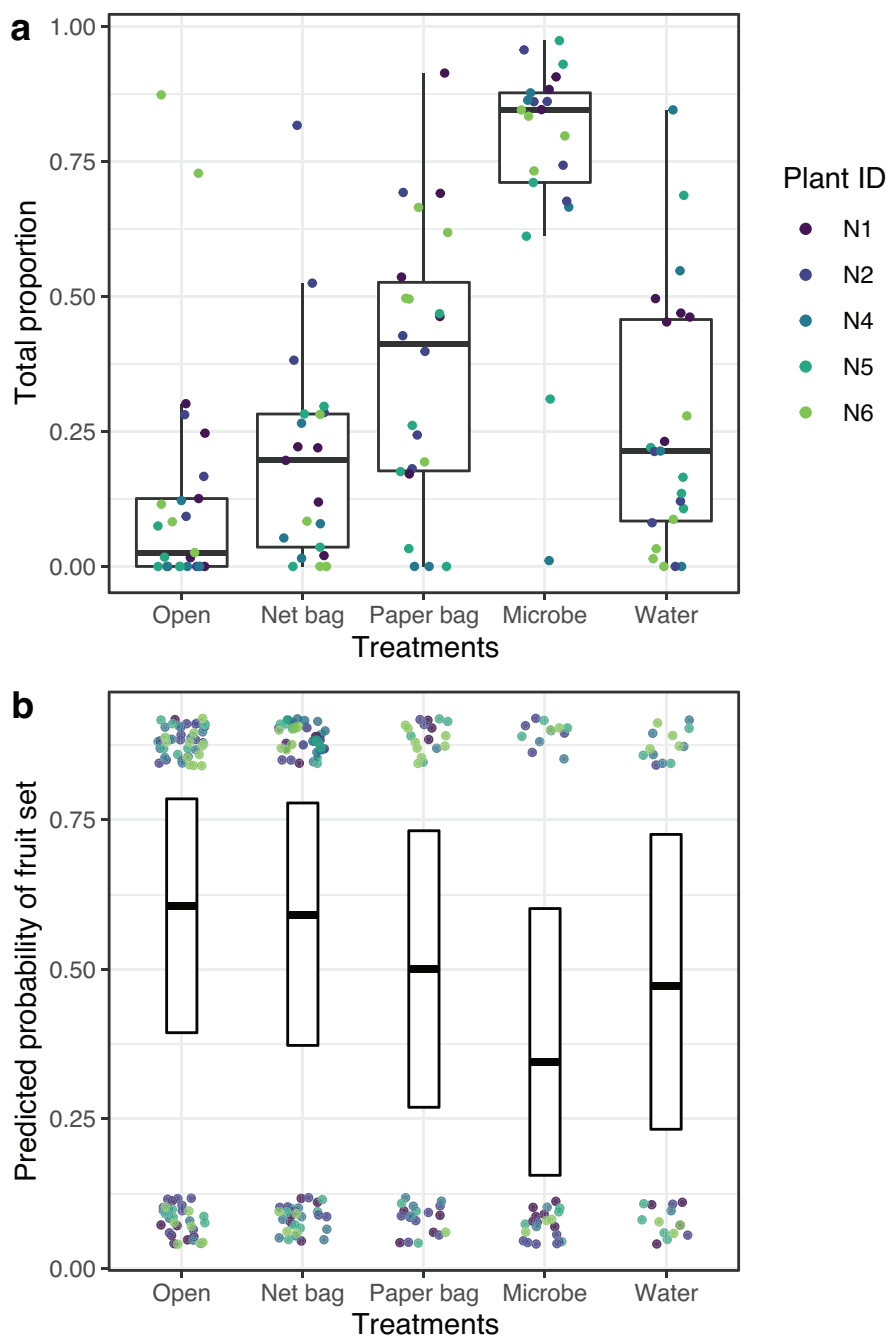 a
Total proportion
1.00
0.75
0.50
0.25
0.00
Open Net bag Paper bag Microbe Water
Treatments
Plant ID
N1
N2
N4
N5
N6
b
Predicted probability of fruit set
0.75
0.50
0.25
0.00
Open Net bag Paper bag Microbe Water
Treatments